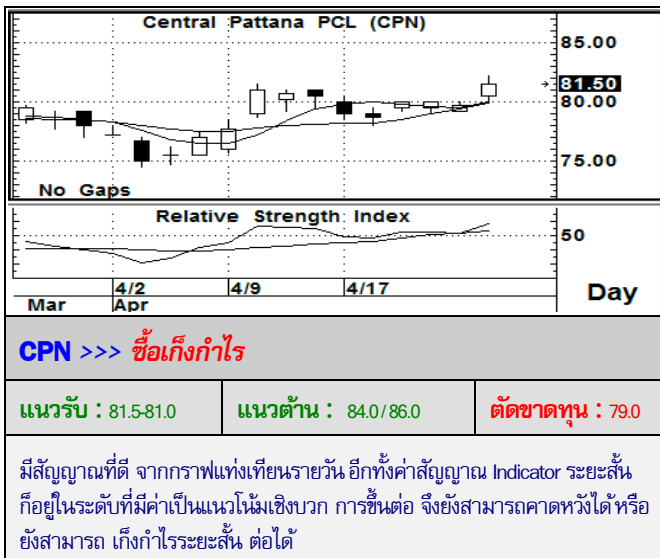 Central Pattana PCL (CPN)
85.00
81.50
80.00
75.00
No Gaps
Relative Strength Index
50
4/2 4/9 4/17
Mar Apr
Day
CPN >>> ซื้อเก็งกำไร
แนวรับ : 81.5-81.0 แนวต้าน : 84.0/86.0 ตัดขาดทุน : 79.0
มีสัญญาณที่ดี จากกราฟแท่งเทียนรายวัน อีกทั้งค่าสัญญาณ Indicator ระยะสั้น
ก็อยู่ในระดับที่มีค่าเป็นแนวโน้มเชิงบวก การขึ้นต่อ จึงยังสามารถคาดหวังได้ หรือ
ยังสามารถ เก็งกำไรระยะสั้น ต่อได้